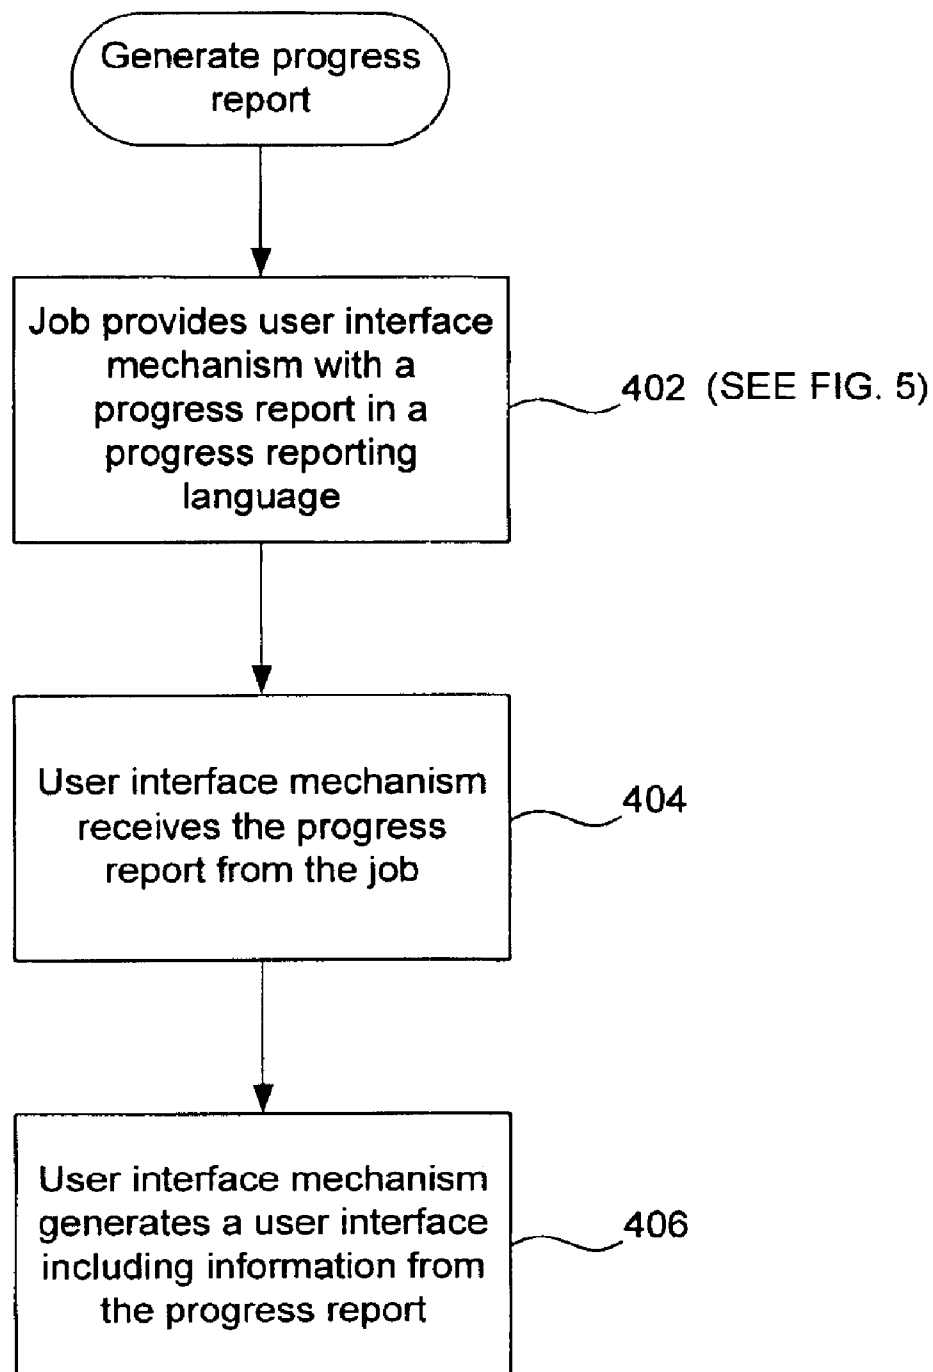 Generate progress
report
Job provides user interface
mechanism with a
progress report in a
progress reporting
language
402 (SEE FIG. 5)
User interface mechanism
receives the progress
report from the job
404
User interface mechanism
generates a user interface
including information from
the progress report
406